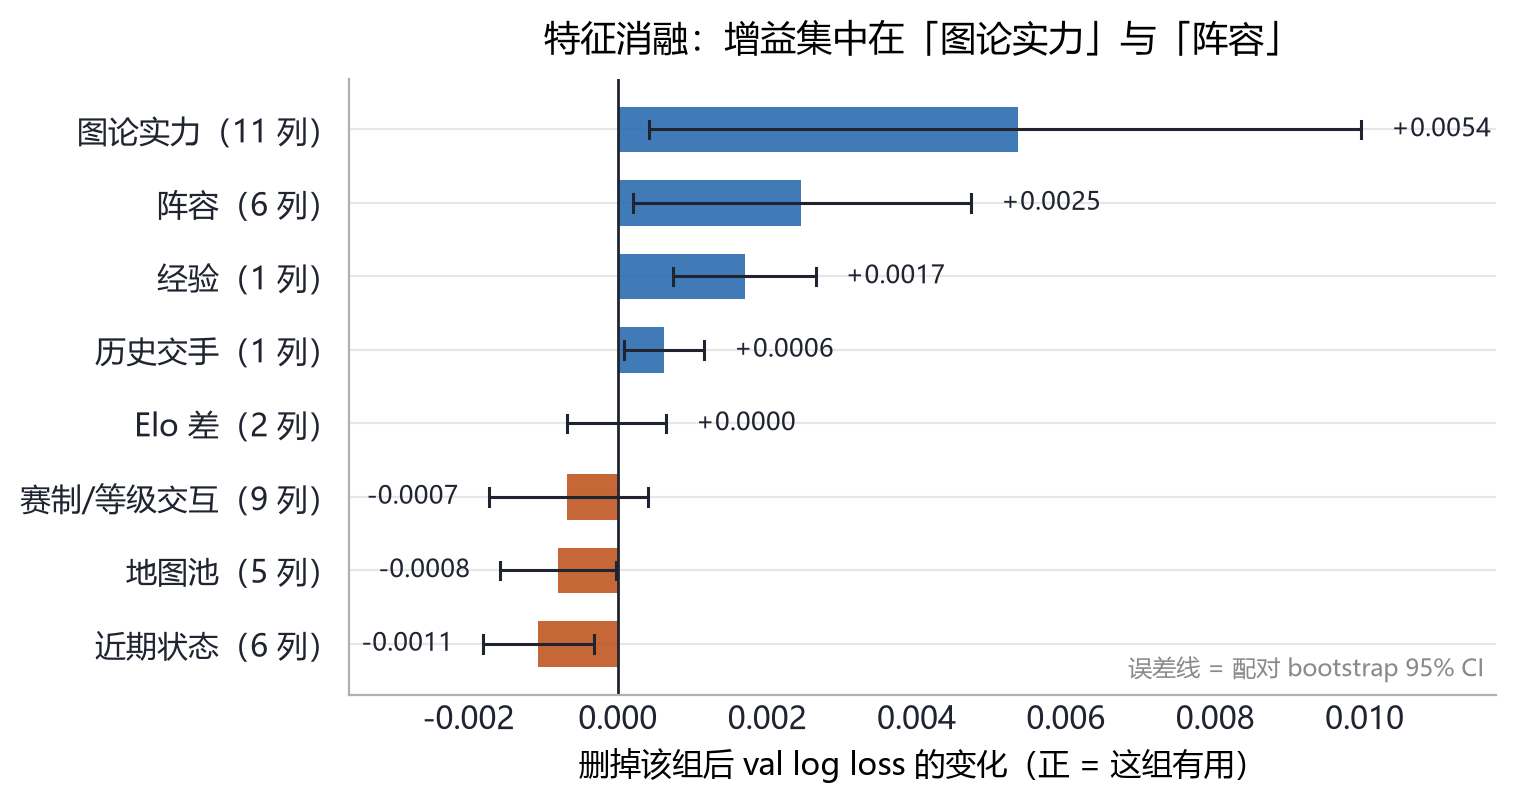 特征消融：增益集中在「图论实力」与「阵容」
图论实力（11 列） +0.0054
阵容（6 列） +0.0025
经验（1 列） +0.0017
历史交手（1 列） +0.0006
Elo 差（2 列） +0.0000
赛制/等级交互（9 列） -0.0007
地图池（5 列） -0.0008
近期状态（6 列） -0.0011
误差线 = 配对 bootstrap 95% CI
-0.002 0.000 0.002 0.004 0.006 0.008 0.010
删掉该组后 val log loss 的变化（正 = 这组有用）